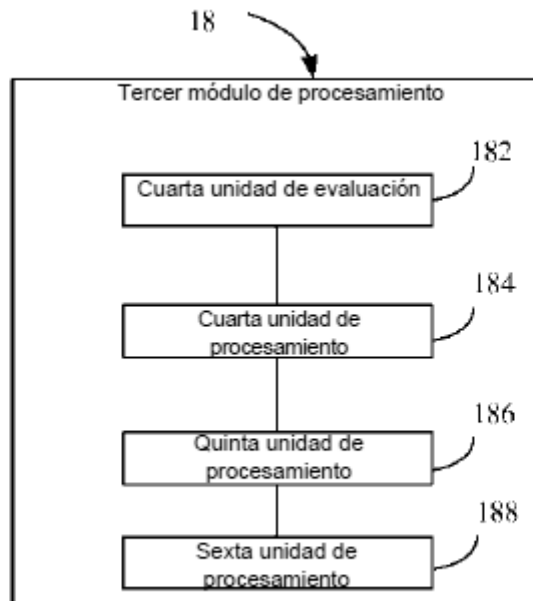 18
Tercer módulo de procesamiento
182
Cuarta unidad de evaluación
184
Cuarta unidad de
procesamiento
186
Quinta unidad de
procesamiento
188
Sexta unidad de
procesamiento